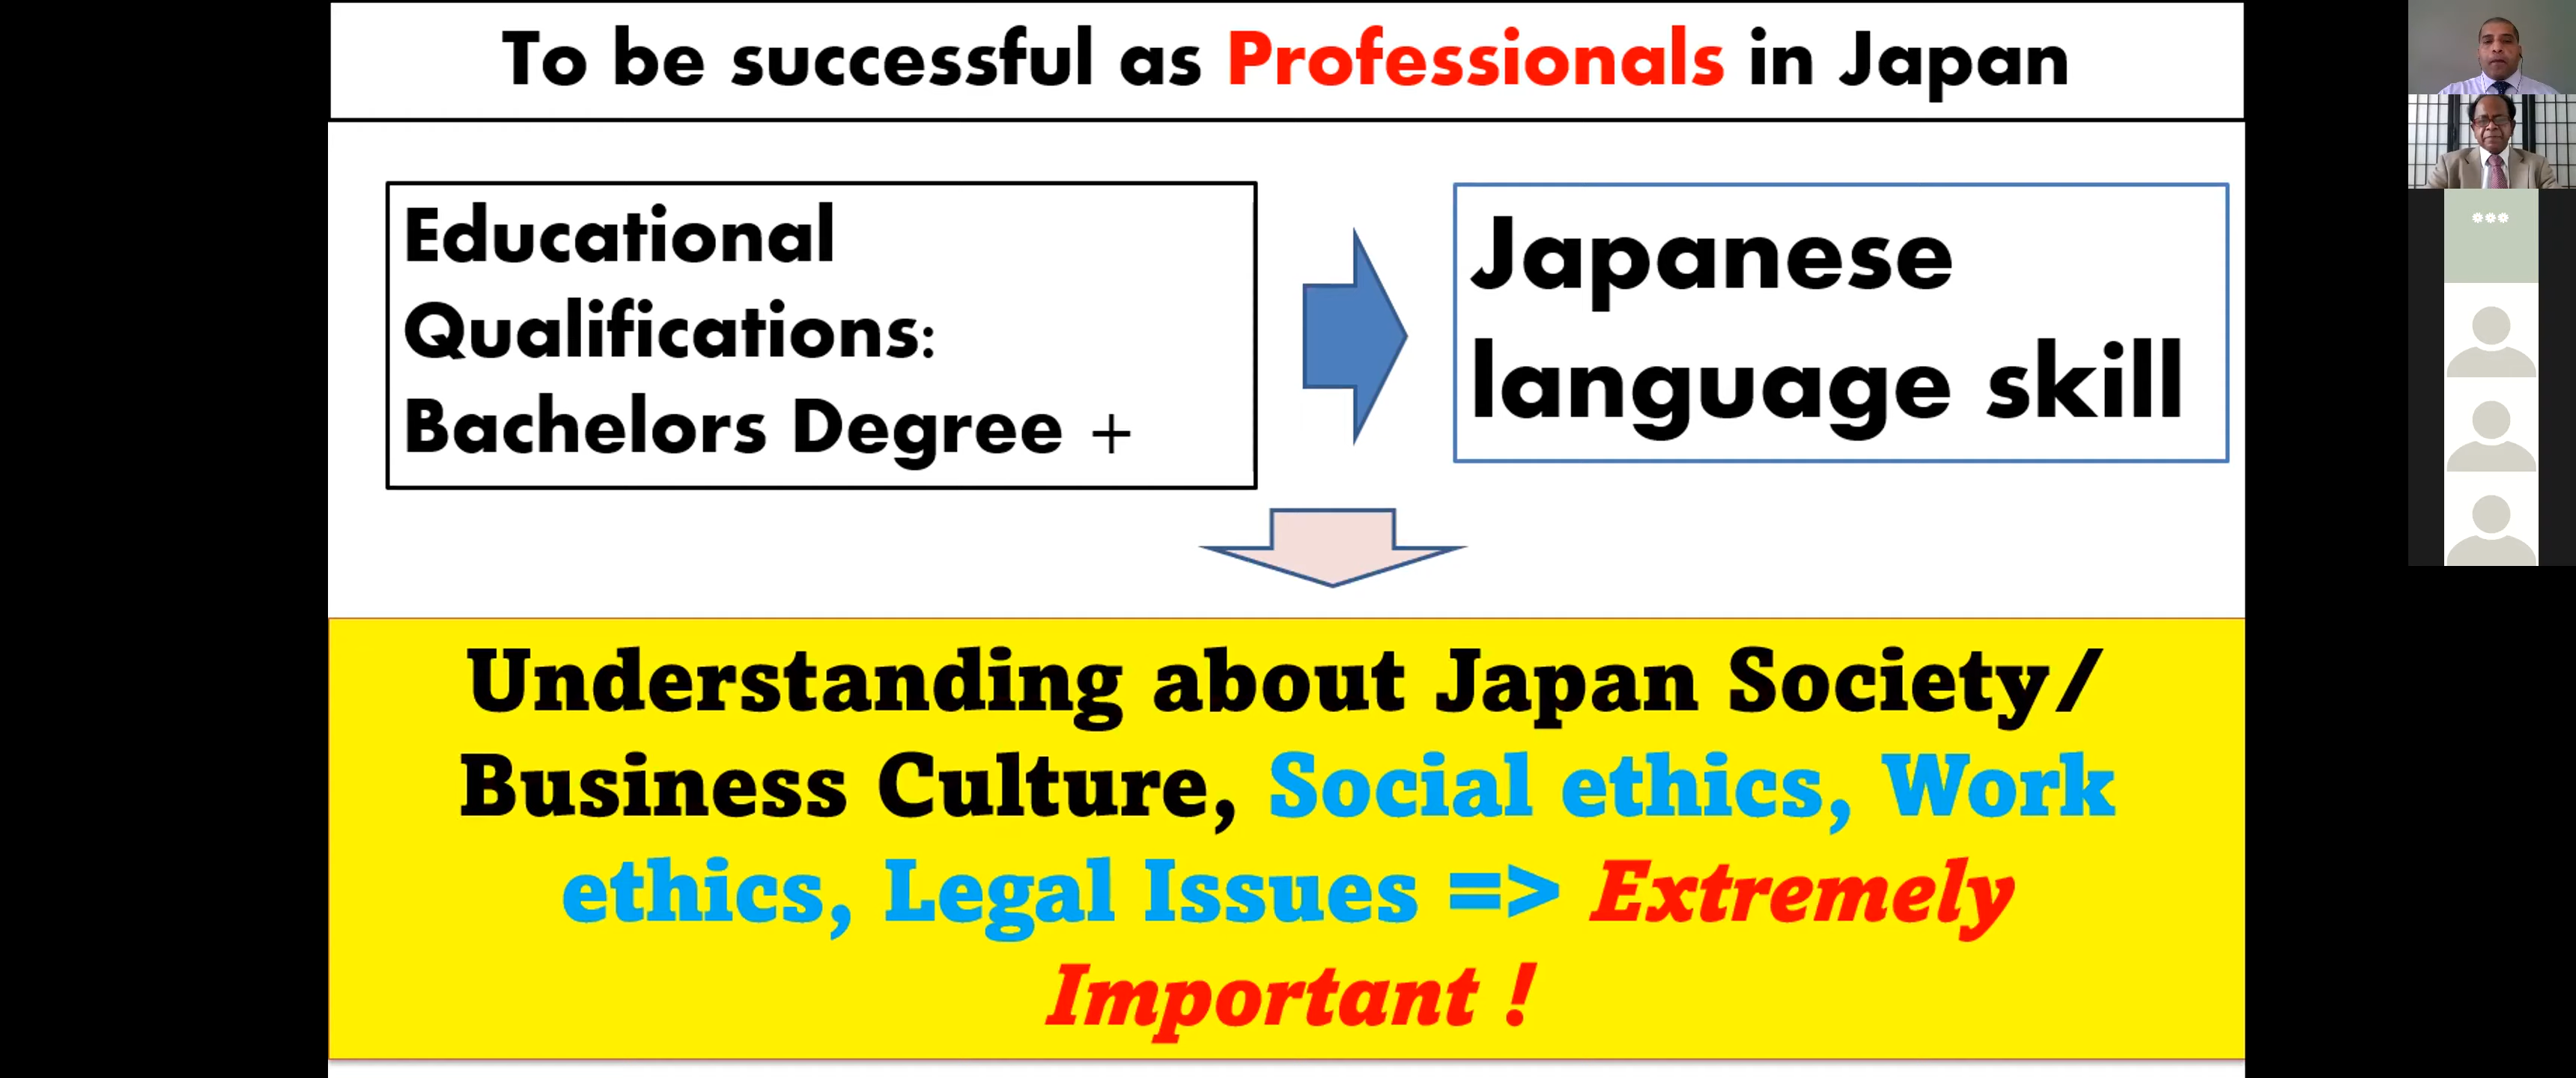 To be successful as Professionals in Japan
Educational
Qualifications:
Bachelors Degree +
Japanese
language skill
Understanding about Japan Society/
Business Culture, Social ethics, Work
ethics, Legal Issues => Extremely
Important !